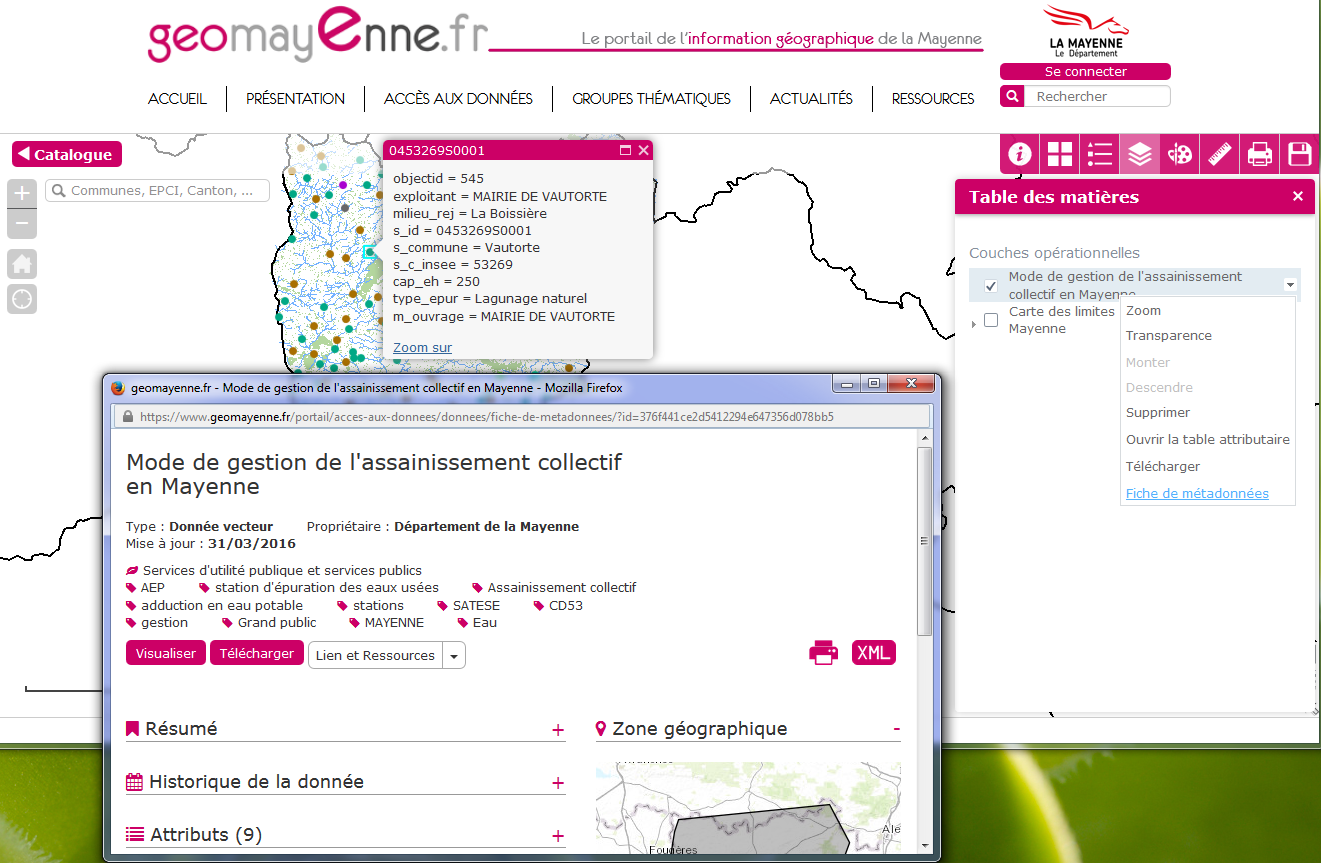 geomayEnne.fr
Le portail de l'information géographique de la Mayenne
LA MAYENNE
Le Département
Se connecter
ACCUEIL
PRÉSENTATION
ACCÈS AUX DONNÉES
GROUPES THÉMATIQUES
ACTUALITÉS
RESSOURCES
Rechercher
Catalogue
Communes, EPCI, Canton, ...
0453269S0001
objectid = 545
exploitant = MAIRIE DE VAUTORTE
milieu_rej = La Boissière
s_id = 0453269S0001
s_commune = Vautorte
s_c_insee = 53269
cap_eh = 250
type_epur = Lagunage naturel
m_ouvrage = MAIRIE DE VAUTORTE
Zoom sur
Table des matières
Couches opérationnelles
Mode de gestion de l'assainissement
collectif en Mayenne
Carte des limites
Mayenne
Zoom
Transparence
Monter
Descendre
Supprimer
Ouvrir la table attributaire
Télécharger
Fiche de métadonnées
geomayenne.fr - Mode de gestion de l'assainissement collectif en Mayenne - Mozilla Firefox
https://www.geomayenne.fr/portail/acces-aux-donnees/donnees/fiche-de-metadonnees/?id=376f441ce2d5412294e647356d078bb5
Mode de gestion de l'assainissement collectif
en Mayenne
Type : Donnée vecteur Propriétaire : Département de la Mayenne
Mise à jour : 31/03/2016
Services d'utilité publique et services publics
AEP station d'épuration des eaux usées Assainissement collectif
adduction en eau potable stations SATESE CD53
gestion Grand public MAYENNE Eau
Visualiser Télécharger Lien et Ressources
XML
Résumé +
Zone géographique -
Historique de la donnée +
Attributs (9) +
Ale
Fougères